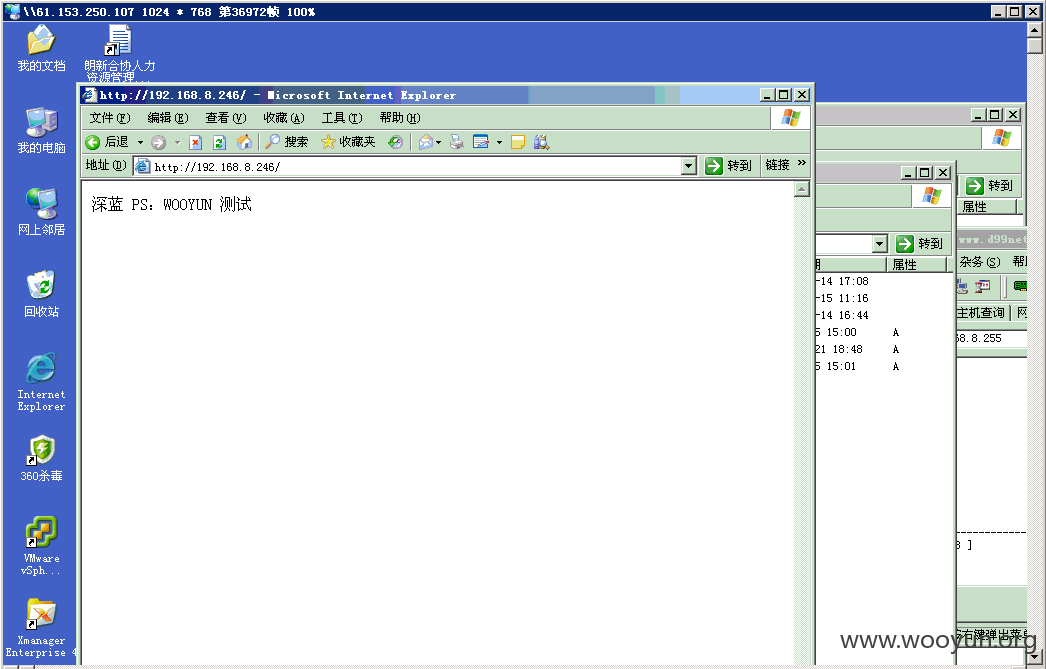 \\61.153.250.107 1024 * 768 第36972帧 100%
我的文档
朗新合协人力
资源管理...
http://192.168.8.246/ - Microsoft Internet Explorer
文件(F) 编辑(E) 查看(V) 收藏(A) 工具(T) 帮助(H)
后退 搜索 收藏夹
地址(D) http://192.168.8.246/ 转到 链接 »
深蓝 PS: WOOYUN 测试
我的电脑
网上邻居
回收站
Internet
Explorer
360杀毒
VMware
vSph...
Xmanager
Enterprise 4
转到
属性
转到
期 属性
-14 17:08
-15 11:16
-14 16:44
5 15:00 A
21 18:48 A
5 15:01 A
www.d99net
杂务(S) 帮
主机查询 网
68.8.255
]
右键弹出菜单
www.wooyun.org